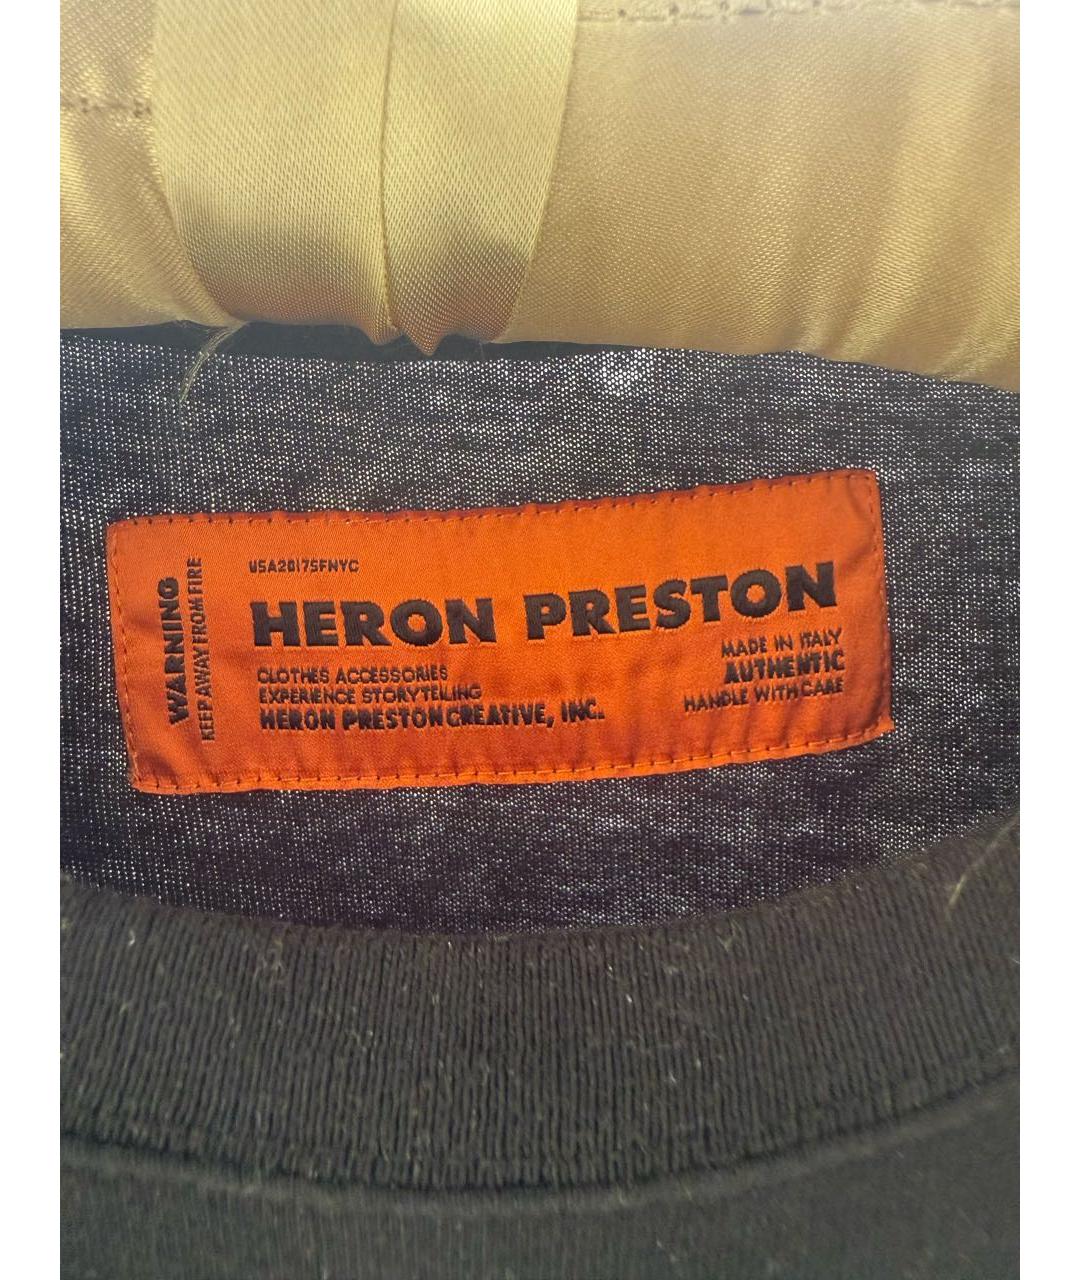 WARNING
KEEP AWAY FROM FIRE
USA2017SFNYC
HERON PRESTON
CLOTHES ACCESSORIES
EXPERIENCE STORYTELLING
HERON PRESTON CREATIVE, INC.
MADE IN ITALY
AUTHENTIC
HANDLE WITH CARE